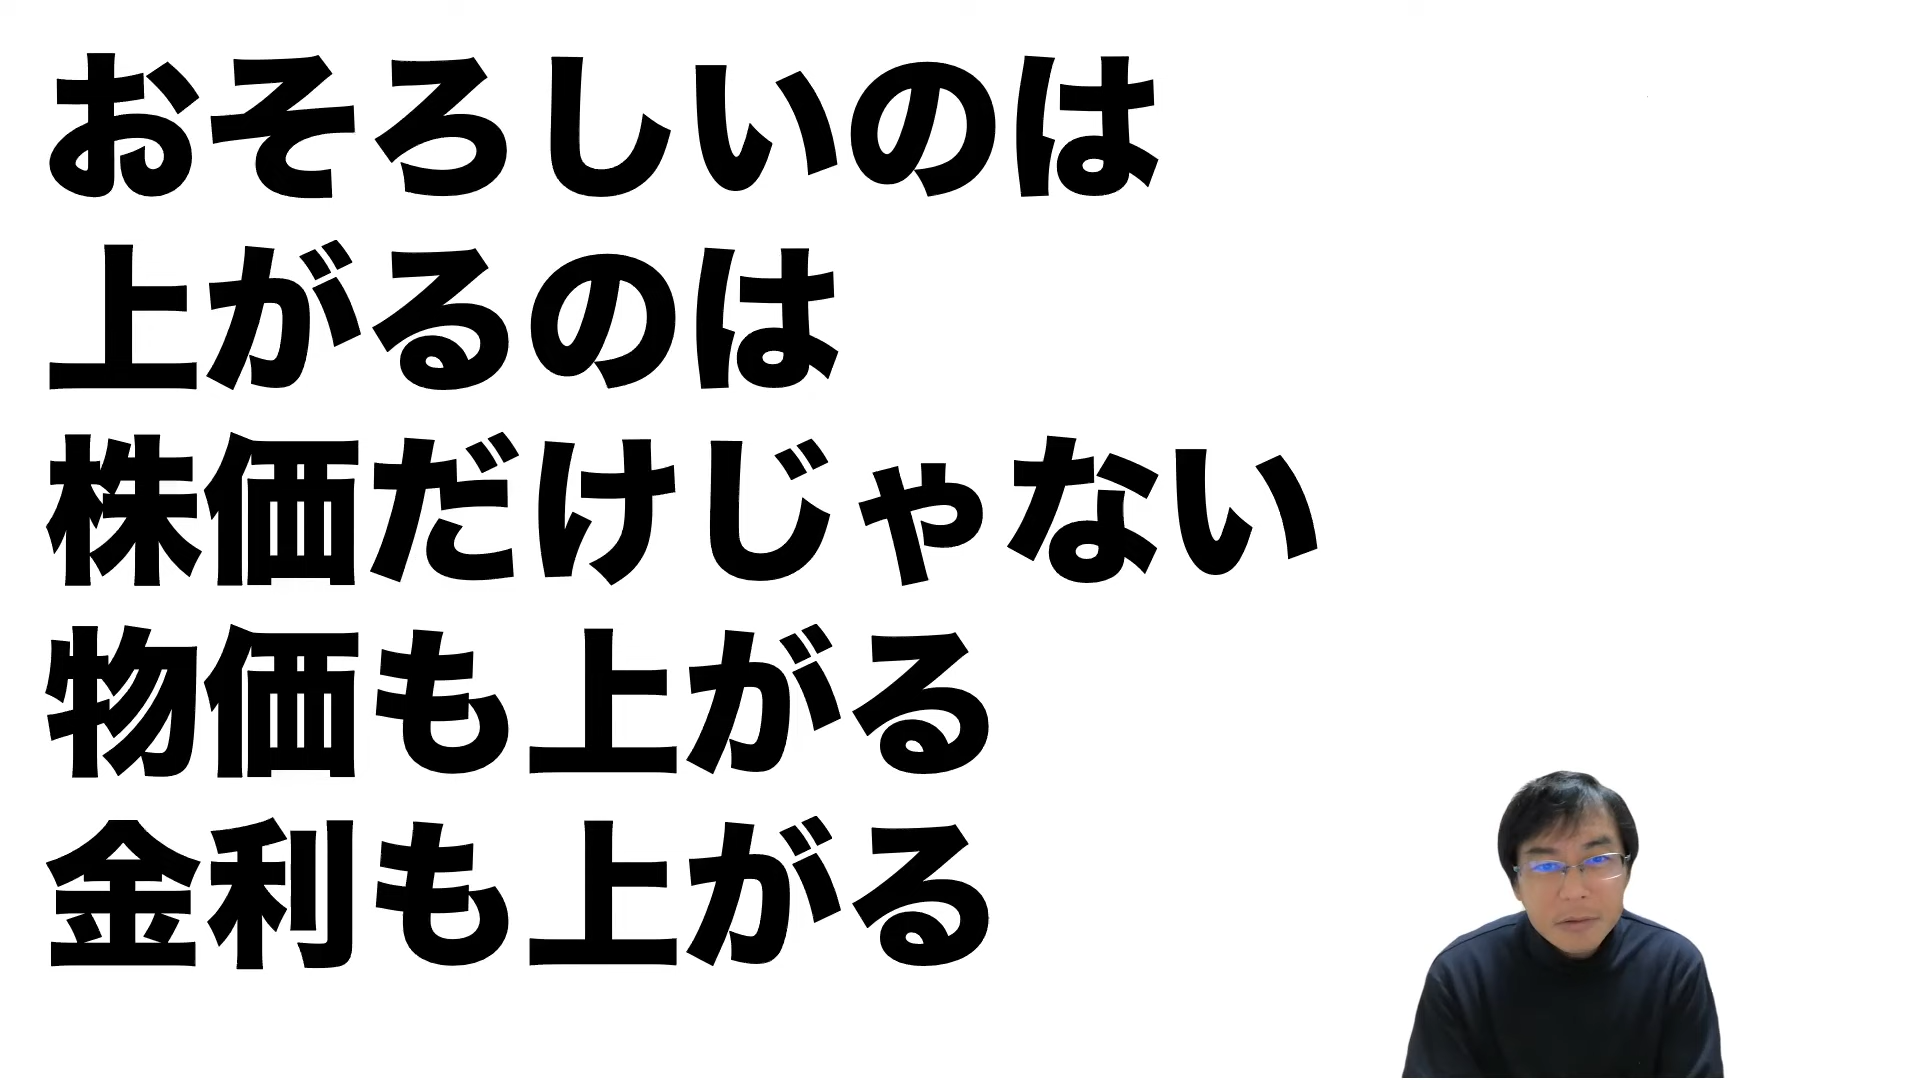 おそろしいのは
上がるのは
株価だけじゃない
物価も上がる
金利も上がる